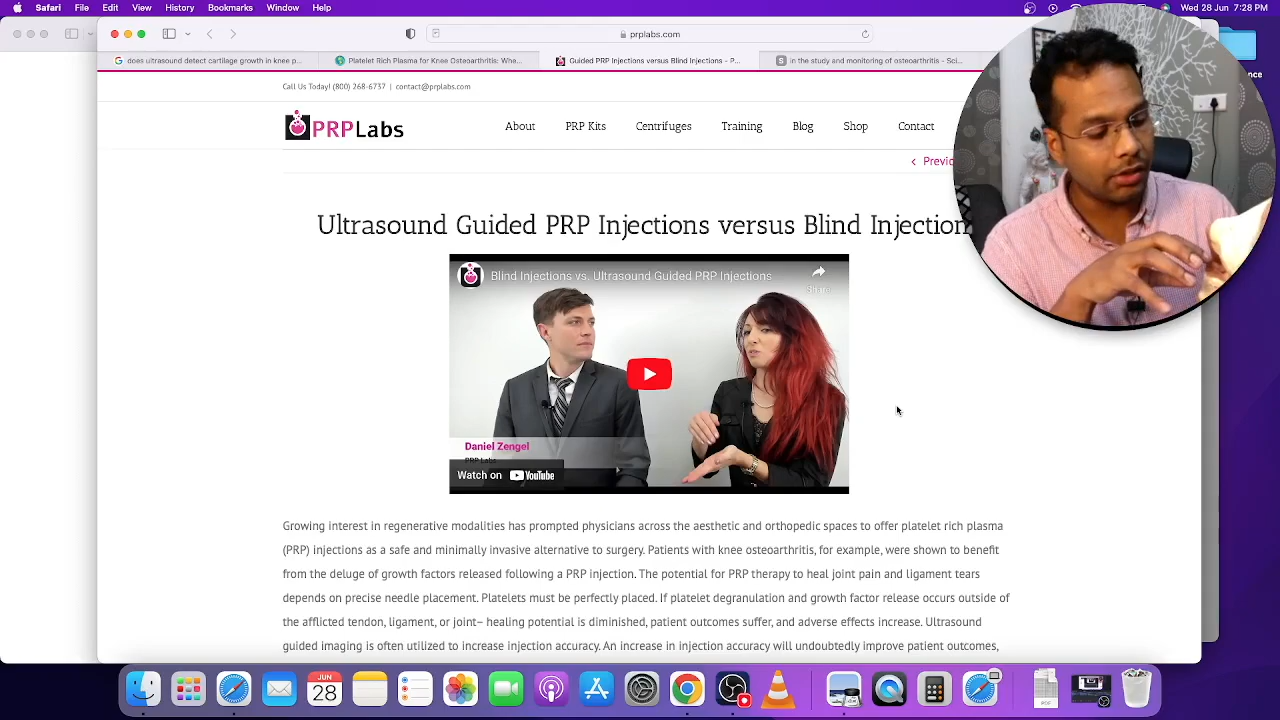 Safari File Edit View History Bookmarks Window Help
Wed 28 Jun 7:28 PM
prplabs.com
does ultrasound detect cartilage growth in knee p...
Platelet Rich Plasma for Knee Osteoarthritis: Whe...
Guided PRP Injections versus Blind Injections - P...
in the study and monitoring of osteoarthritis - Sci...
Call Us Today! (800) 268-6737 | contact@prplabs.com
PRPLabs
About PRP Kits Centrifuges Training Blog Shop Contact
Previ
Ultrasound Guided PRP Injections versus Blind Injection
Blind Injections vs. Ultrasound Guided PRP Injections
Share
Daniel Zengel
PRP Labs
Watch on YouTube
Growing interest in regenerative modalities has prompted physicians across the aesthetic and orthopedic spaces to offer platelet rich plasma
(PRP) injections as a safe and minimally invasive alternative to surgery. Patients with knee osteoarthritis, for example, were shown to benefit
from the deluge of growth factors released following a PRP injection. The potential for PRP therapy to heal joint pain and ligament tears
depends on precise needle placement. Platelets must be perfectly placed. If platelet degranulation and growth factor release occurs outside of
the afflicted tendon, ligament, or joint– healing potential is diminished, patient outcomes suffer, and adverse effects increase. Ultrasound
guided imaging is often utilized to increase injection accuracy. An increase in injection accuracy will undoubtedly improve patient outcomes,
JUN
28
PDF